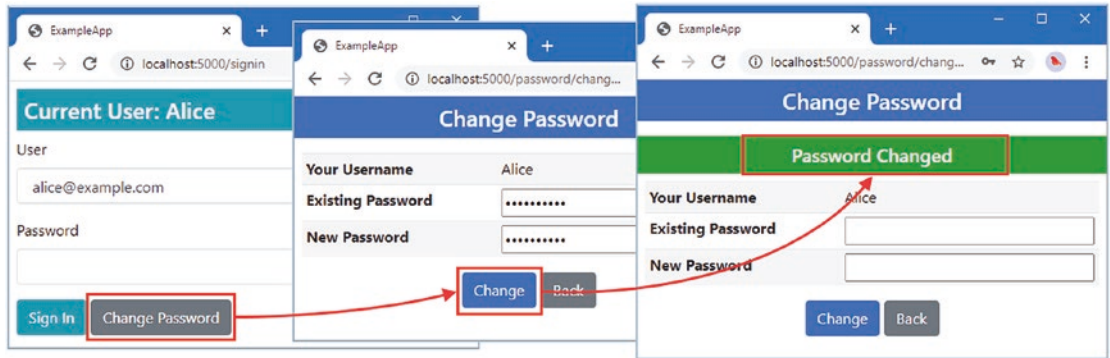 ExampleApp
localhost:5000/signin
Current User: Alice
User
alice@example.com
Password
Sign In Change Password
ExampleApp
localhost:5000/password/chang...
Change Password
Your Username Alice
Existing Password ••••••••••
New Password ••••••••••
Change Back
ExampleApp
localhost:5000/password/chang...
Change Password
Password Changed
Your Username Alice
Existing Password
New Password
Change Back